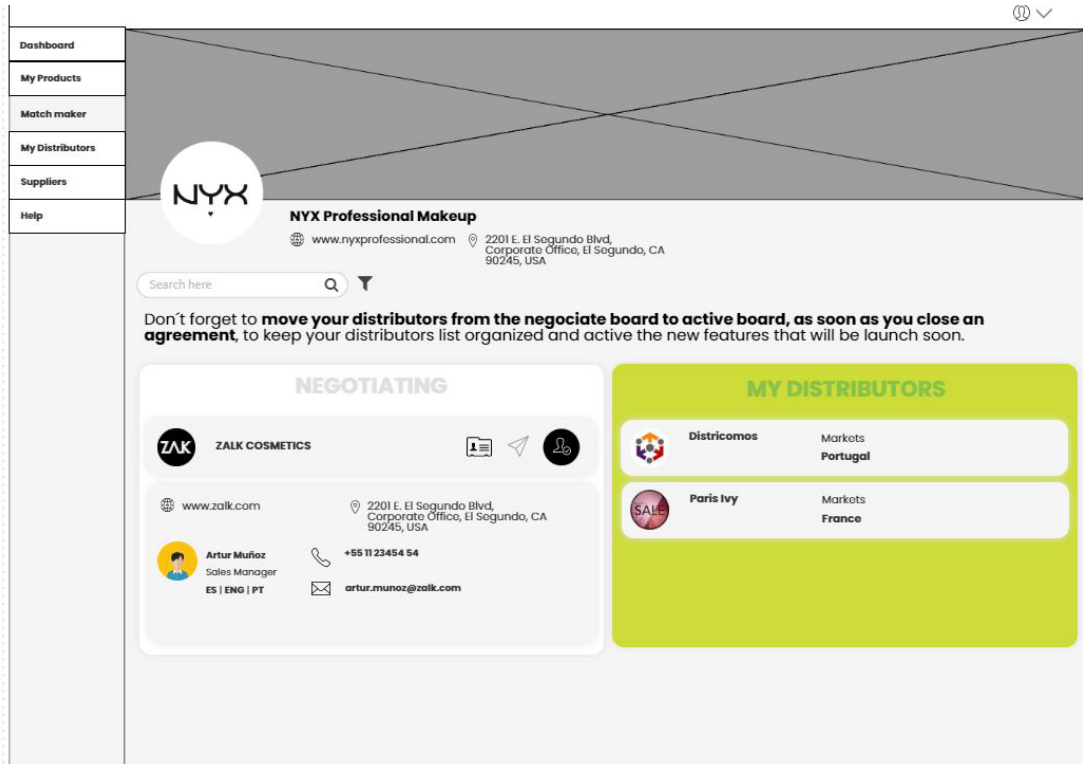 Dashboard
My Products
Match maker
My Distributors
Suppliers
Help
NYX
NYX Professional Makeup
www.nyxprofessional.com
2201 E. El Segundo Blvd,
Corporate Office, El Segundo, CA
90245, USA
Search here
Don´t forget to move your distributors from the negociate board to active board, as soon as you close an
agreement, to keep your distributors list organized and active the new features that will be launch soon.
NEGOTIATING
ZAK
ZALK COSMETICS
www.zalk.com
2201 E. El Segundo Blvd,
Corporate Office, El Segundo, CA
90245, USA
Artur Muñoz
Sales Manager
ES | ENG | PT
+55 11 23454 54
artur.munoz@zalk.com
MY DISTRIBUTORS
Districomos
Markets
Portugal
SALE
Paris Ivy
Markets
France